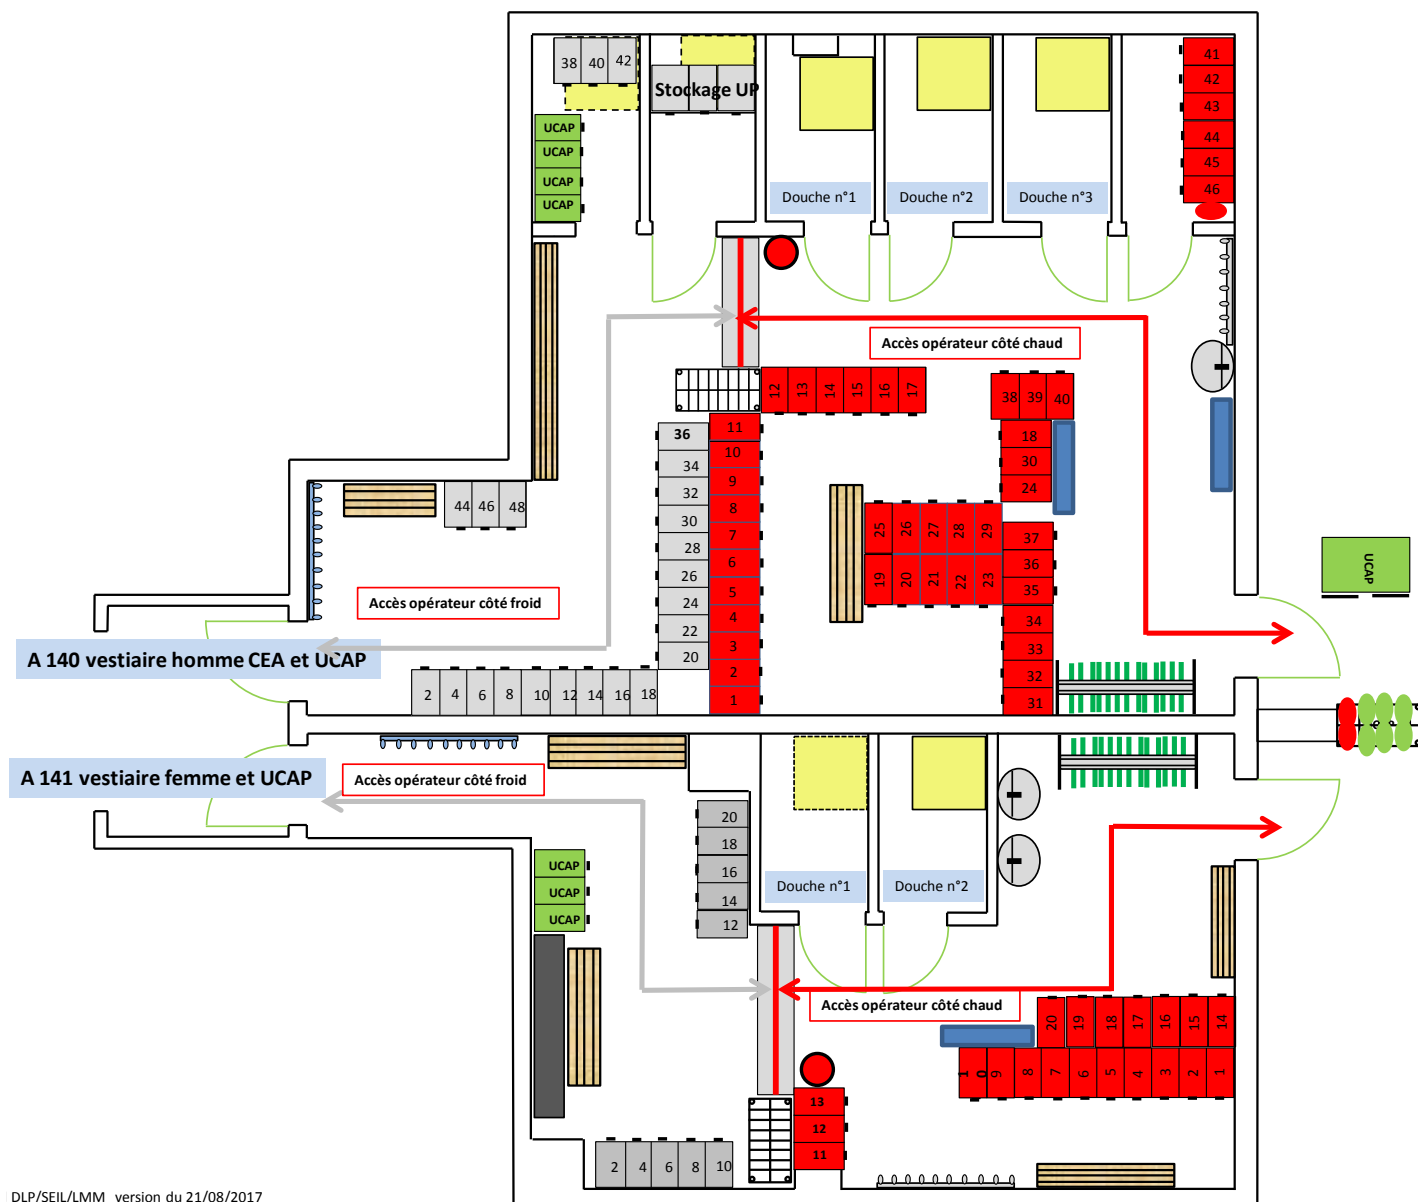 38 40 42
Stockage UP
41
42
43
44
45
46
UCAP
UCAP
UCAP
UCAP
Douche n°1
Douche n°2
Douche n°3
Accès opérateur côté chaud
12 13 14 15 16 17
38 39 40
11
10
9
8
7
6
5
4
3
2
1
36
34
32
30
28
26
24
22
20
18
30
24
44 46 48
25 26 27 28 29
19 20 21 22 23
37
36
35
34
33
32
31
UCAP
Accès opérateur côté froid
A 140 vestiaire homme CEA et UCAP
2 4 6 8 10 12 14 16 18
A 141 vestiaire femme et UCAP
Accès opérateur côté froid
20
18
16
14
12
UCAP
UCAP
UCAP
Douche n°1
Douche n°2
Accès opérateur côté chaud
20 19 18 17 16 15 14
10 9 8 7 6 5 4 3 2 1
13
12
11
2 4 6 8 10
DLP/SEIL/LMM version du 21/08/2017